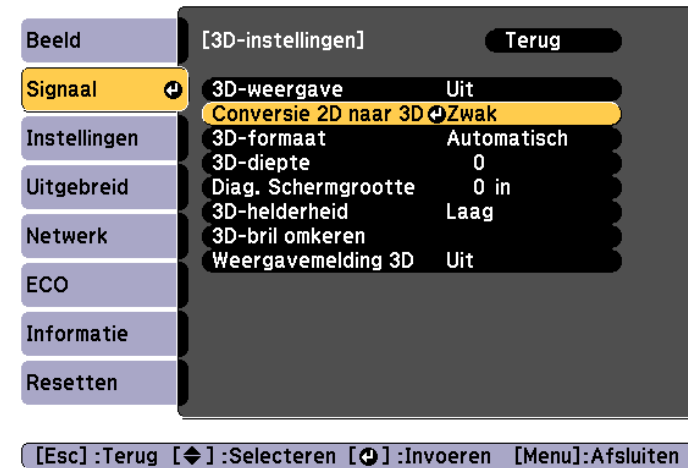 Beeld
Signaal
Instellingen
Uitgebreid
Netwerk
ECO
Informatie
Resetten
[3D-instellingen] Terug
3D-weergave Uit
Conversie 2D naar 3D Zwak
3D-formaat Automatisch
3D-diepte 0
Diag. Schermgrootte 0 in
3D-helderheid Laag
3D-bril omkeren
Weergavemelding 3D Uit
[Esc] :Terug [◆] :Selecteren [⏎] :Invoeren [Menu]:Afsluiten